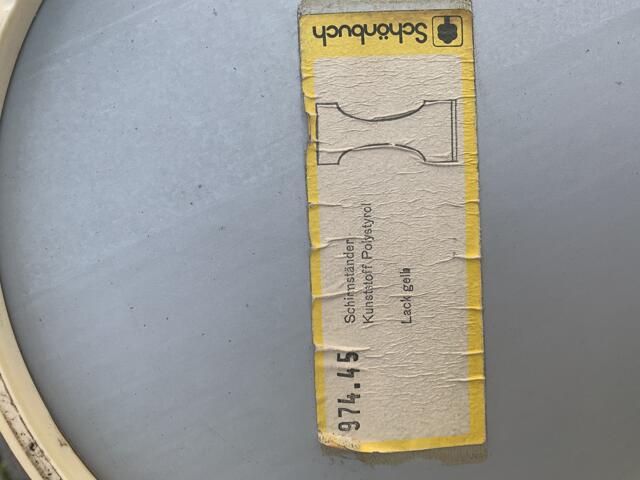 Schönbuch
974.45
Schirmständer
Kunststoff Polystyrol
Lack gelb